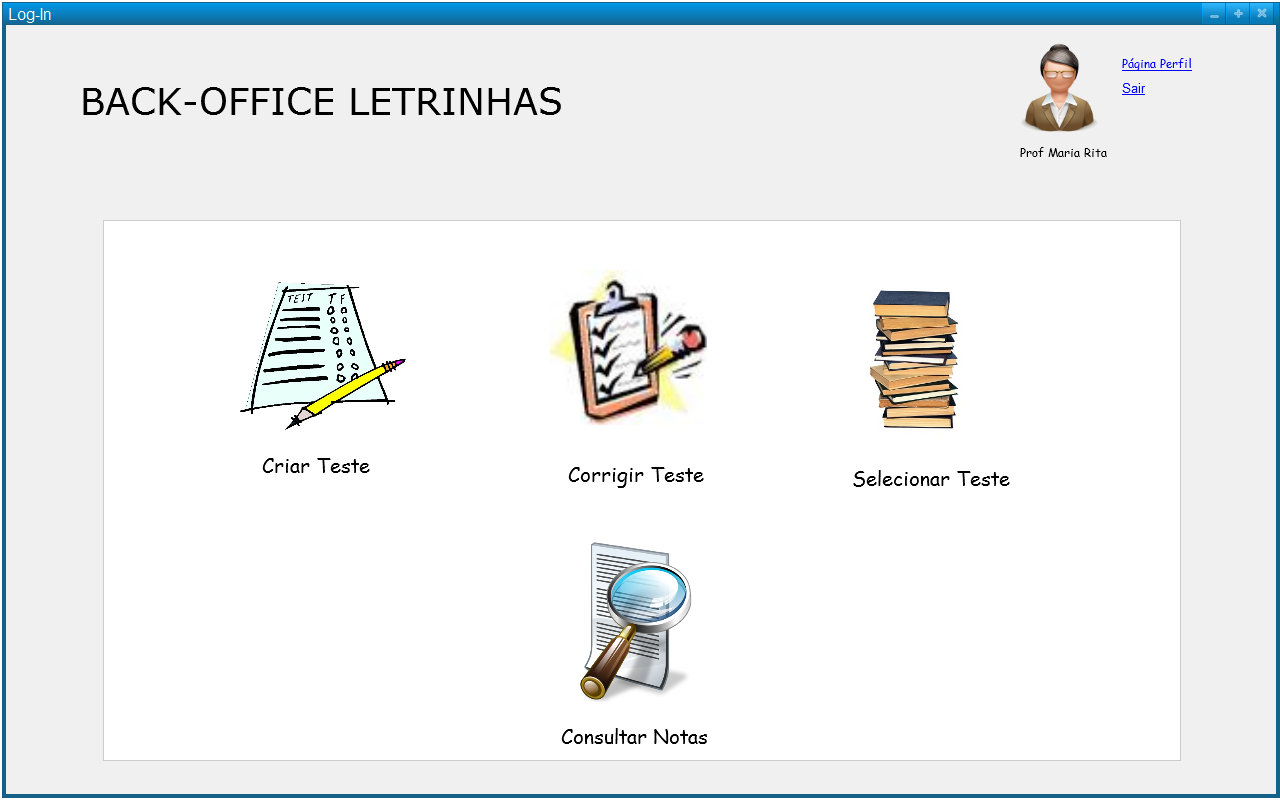 Log-In
BACK-OFFICE LETRINHAS
Página Perfil
Sair
Prof Maria Rita
TEST T F
Criar Teste
Corrigir Teste
Selecionar Teste
Consultar Notas